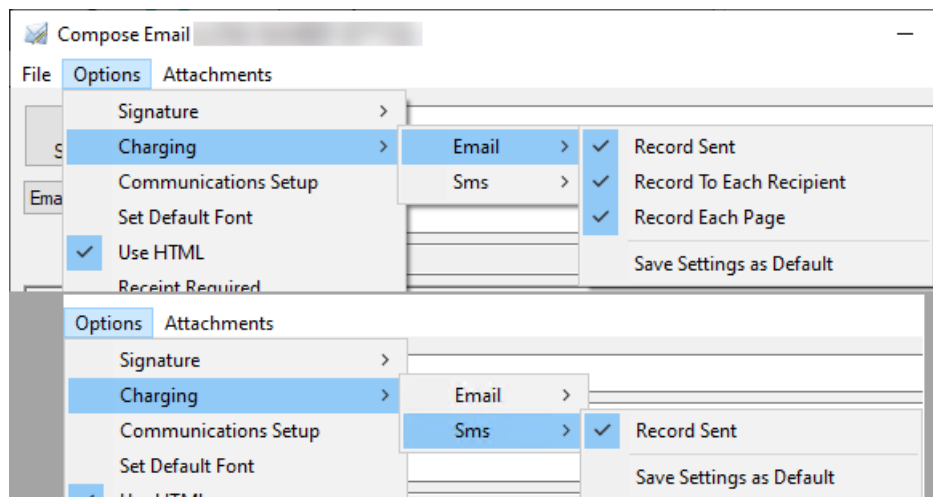 Compose Email
File Options Attachments
Signature
Charging Email Record Sent
Communications Setup Sms Record To Each Recipient
Set Default Font Record Each Page
Use HTML Save Settings as Default
Receipt Required
Options Attachments
Signature
Charging Email
Communications Setup Sms Record Sent
Set Default Font Save Settings as Default
Use HTML